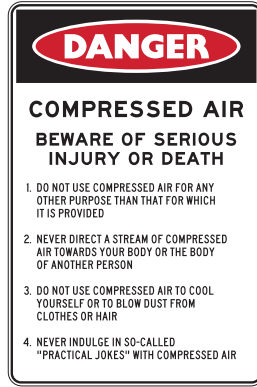 DANGER
COMPRESSED AIR
BEWARE OF SERIOUS
INJURY OR DEATH
1. DO NOT USE COMPRESSED AIR FOR ANY
OTHER PURPOSE THAN THAT FOR WHICH
IT IS PROVIDED
2. NEVER DIRECT A STREAM OF COMPRESSED
AIR TOWARDS YOUR BODY OR THE BODY
OF ANOTHER PERSON
3. DO NOT USE COMPRESSED AIR TO COOL
YOURSELF OR TO BLOW DUST FROM
CLOTHES OR HAIR
4. NEVER INDULGE IN SO-CALLED
"PRACTICAL JOKES" WITH COMPRESSED AIR